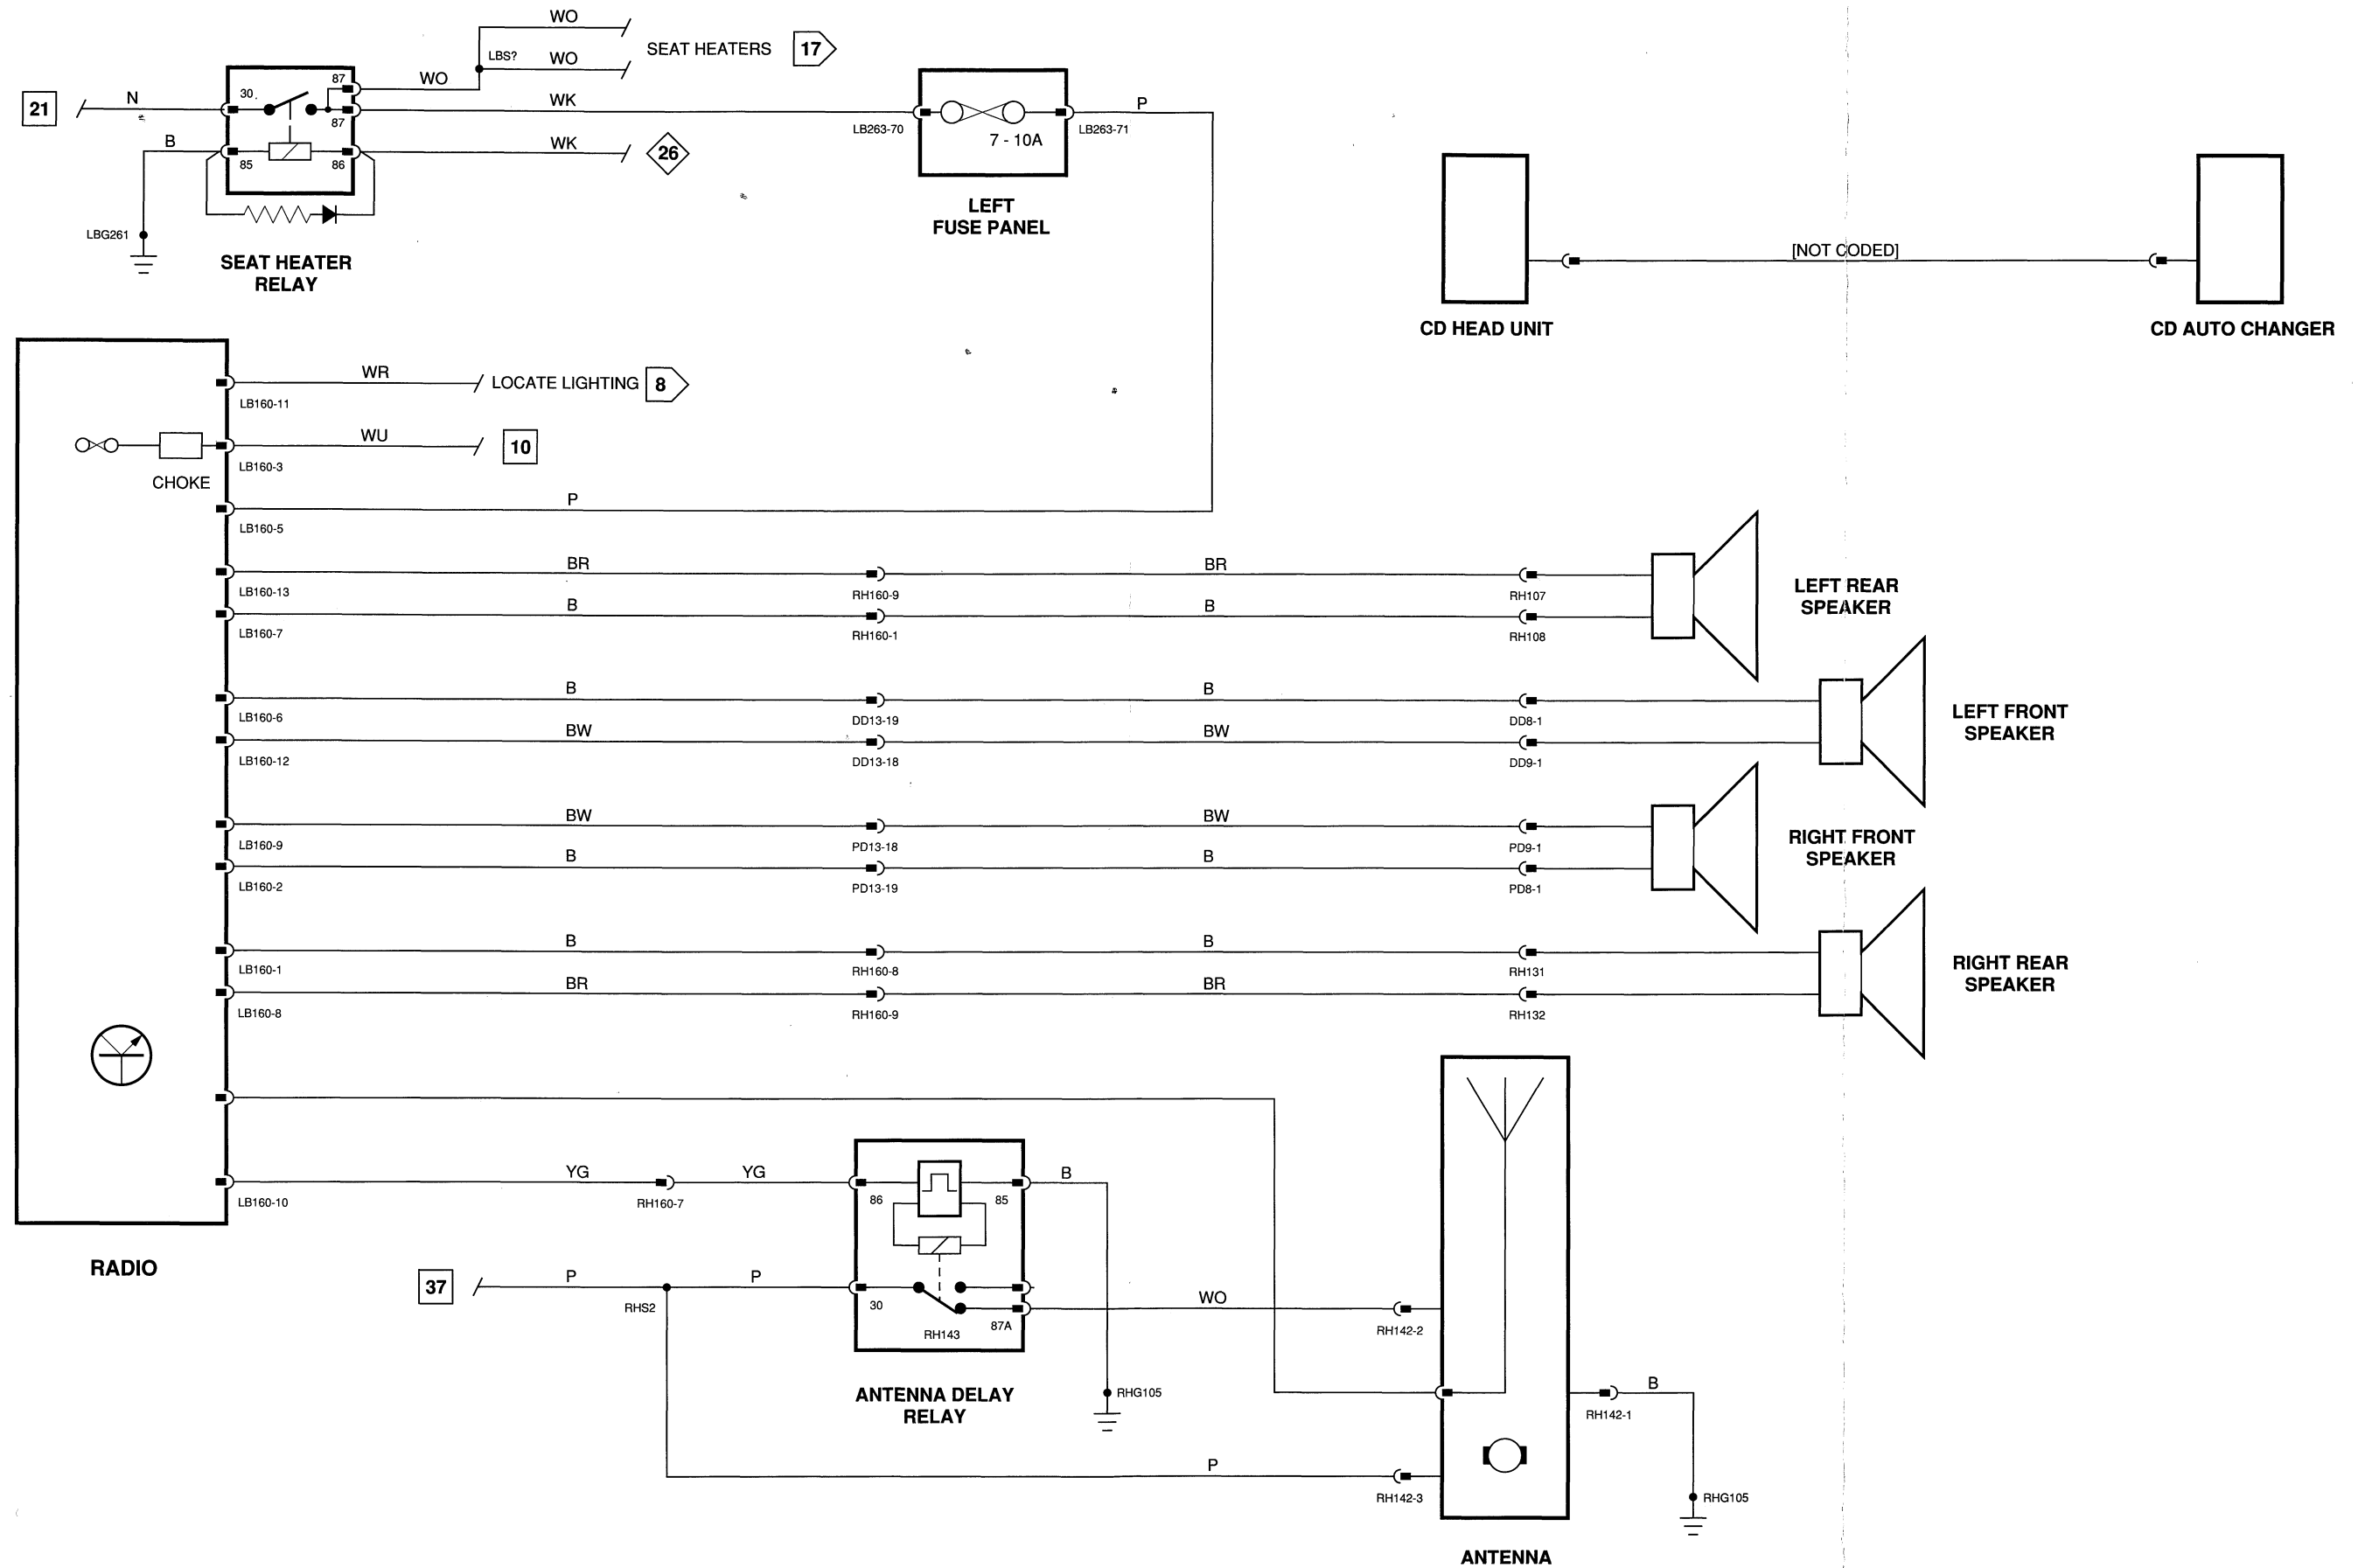 WO
LBS?
WO
SEAT HEATERS
17
WO
87
30
21
N
WK
87
P
LB263-70
LB263-71
7 - 10A
B
WK
26
85
86
LEFT
FUSE PANEL
LBG261
SEAT HEATER
RELAY
[NOT CODED]
CD HEAD UNIT
CD AUTO CHANGER
WR
LOCATE LIGHTING
8
LB160-11
WU
10
LB160-3
CHOKE
P
LB160-5
BR
BR
LB160-13
RH160-9
RH107
LEFT REAR
SPEAKER
B
B
LB160-7
RH160-1
RH108
B
B
LB160-6
DD13-19
DD8-1
LEFT FRONT
SPEAKER
BW
BW
LB160-12
DD13-18
DD9-1
BW
BW
LB160-9
PD13-18
PD9-1
RIGHT FRONT
SPEAKER
B
B
LB160-2
PD13-19
PD8-1
B
B
LB160-1
RH160-8
RH131
RIGHT REAR
SPEAKER
BR
BR
LB160-8
RH160-9
RH132
YG
YG
B
LB160-10
RH160-7
86
85
RADIO
37
P
P
RHS2
30
87A
RH143
WO
RH142-2
ANTENNA DELAY
RELAY
RHG105
B
RH142-1
P
RH142-3
RHG105
ANTENNA